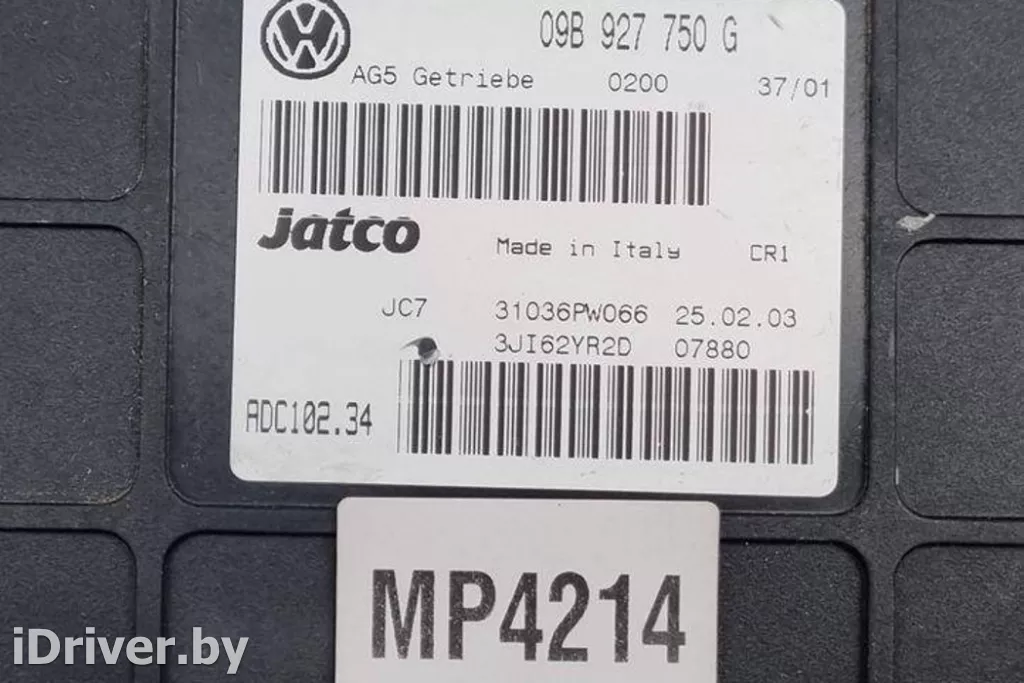 09B 927 750 G
AG5 Getriebe 0200 37/01
Jatco Made in Italy CR1
JC7 31036PW066 25.02.03
3JI62YR2D 07880
ADC102.34
MP4214
iDriver.by